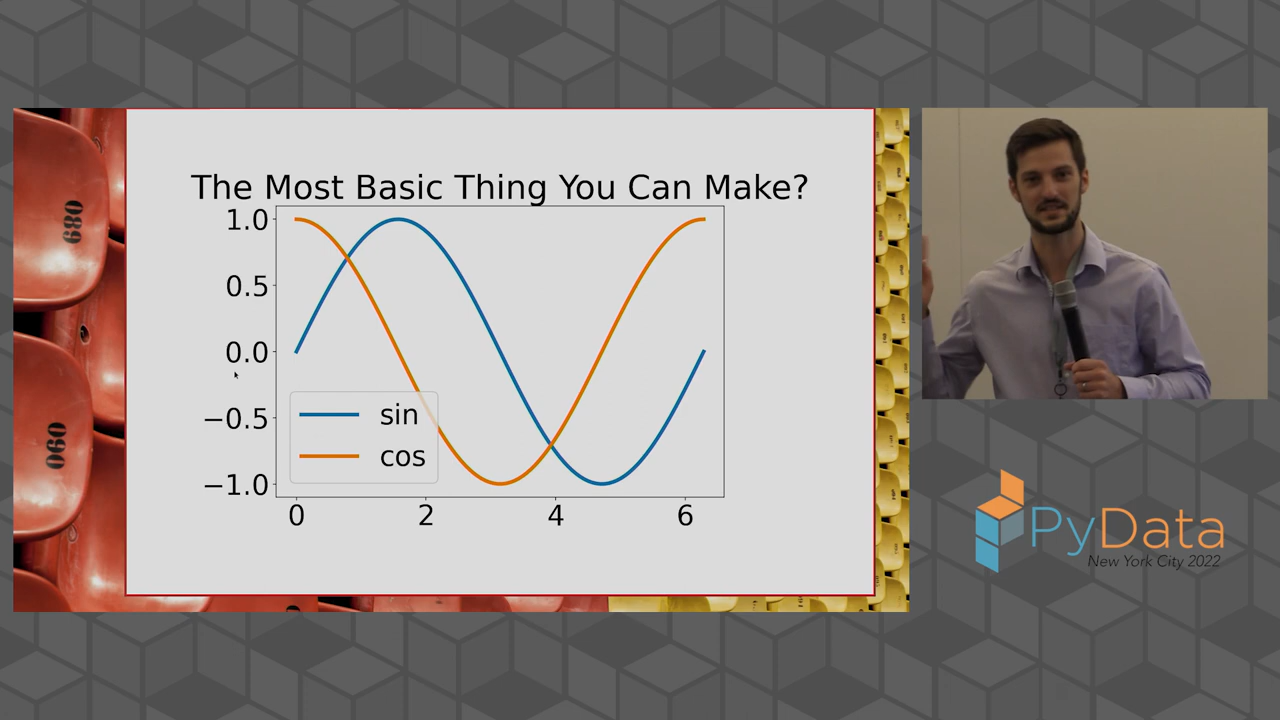 The Most Basic Thing You Can Make?
1.0
0.5
0.0
−0.5
−1.0
sin
cos
0 2 4 6
680
060
PyData
New York City 2022